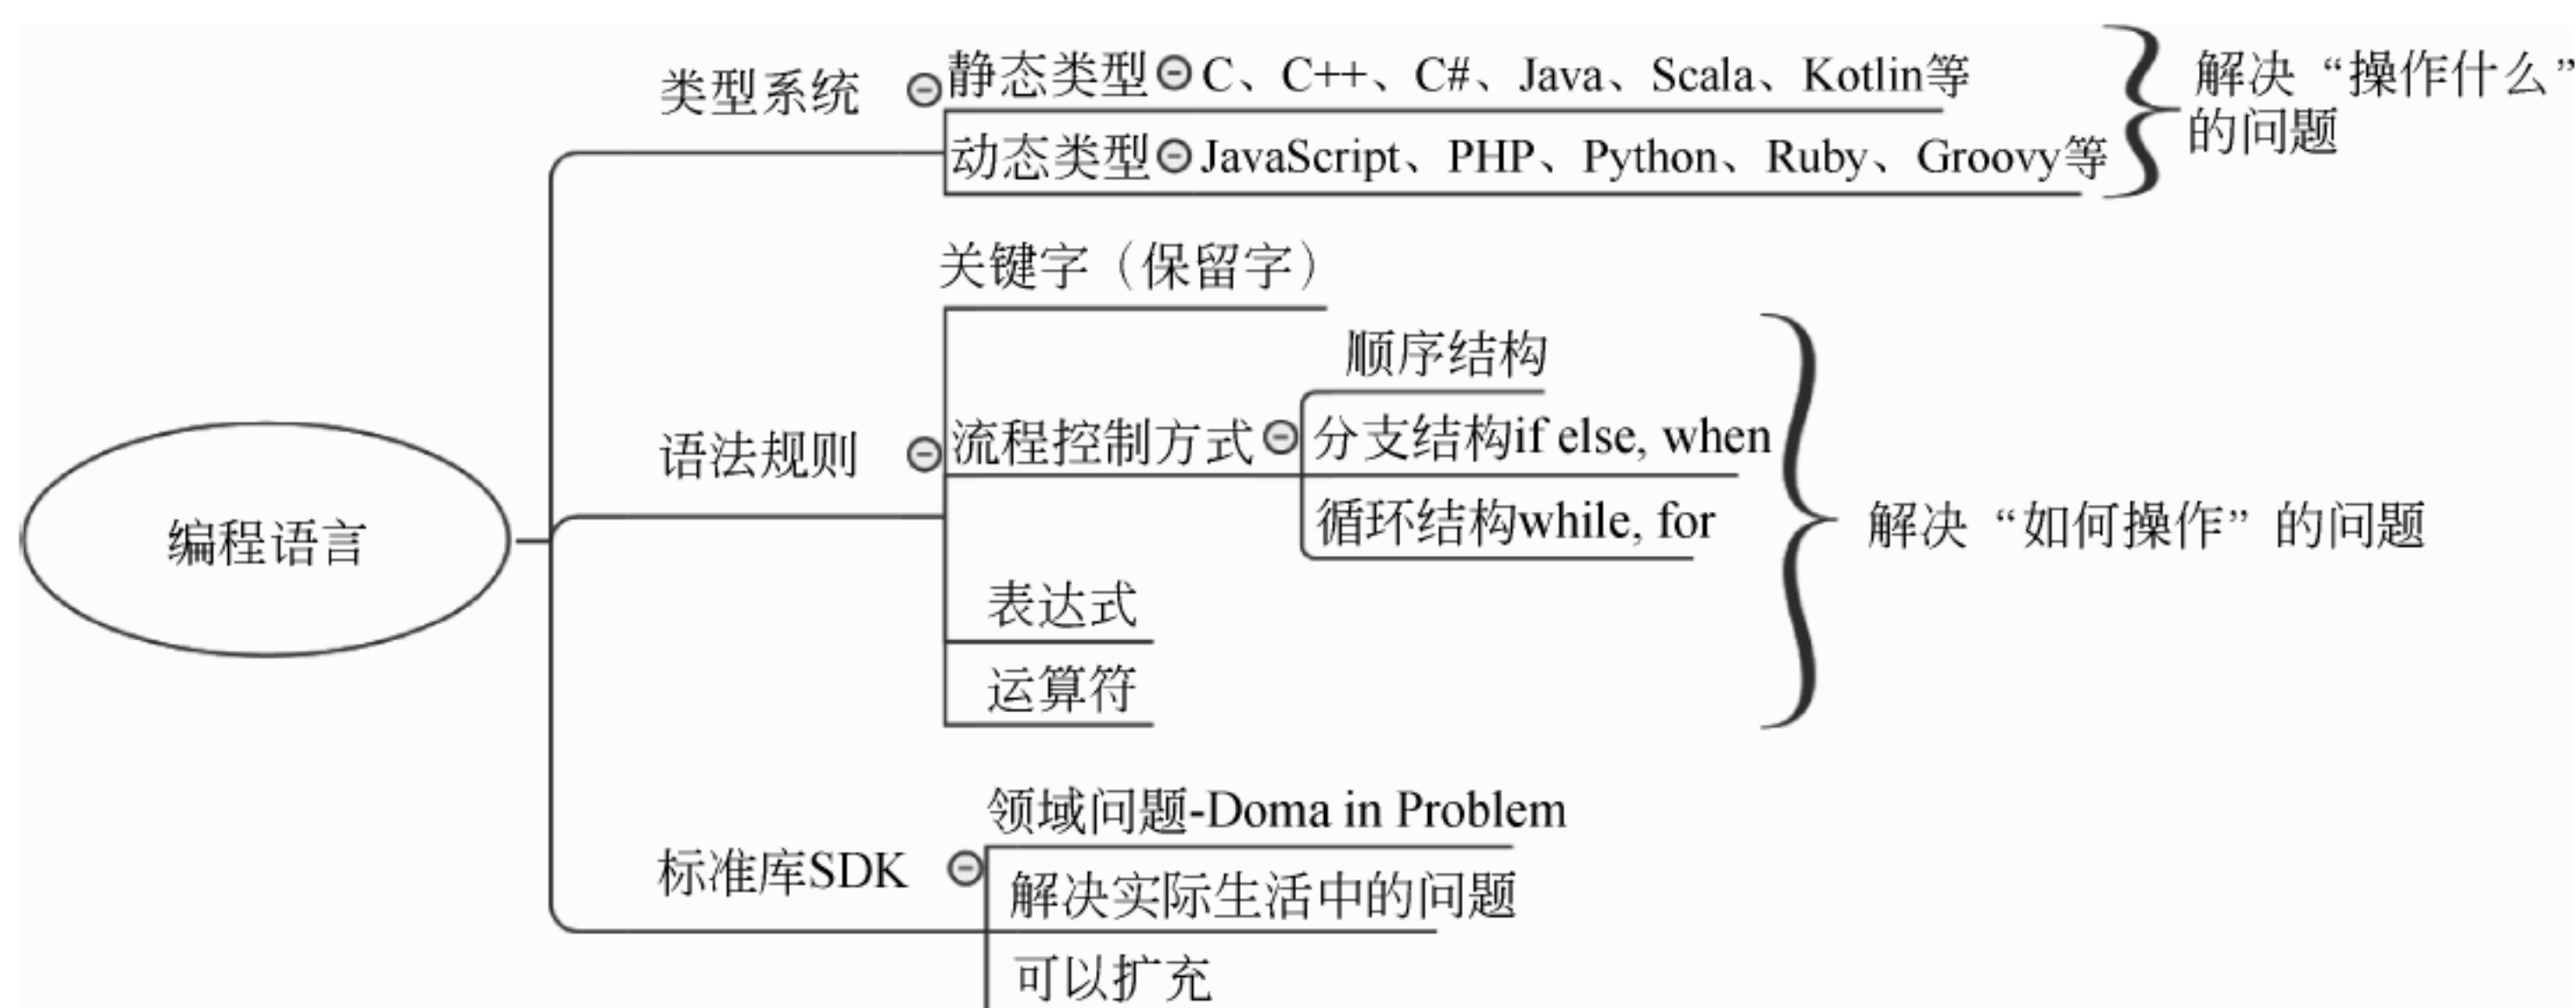 类型系统
静态类型 C、C++、C#、Java、Scala、Kotlin等
动态类型 JavaScript、PHP、Python、Ruby、Groovy等
解决“操作什么”
的问题
关键字（保留字）
顺序结构
语法规则
流程控制方式
分支结构if else, when
循环结构while, for
解决“如何操作”的问题
编程语言
表达式
运算符
领域问题-Doma in Problem
标准库SDK
解决实际生活中的问题
可以扩充